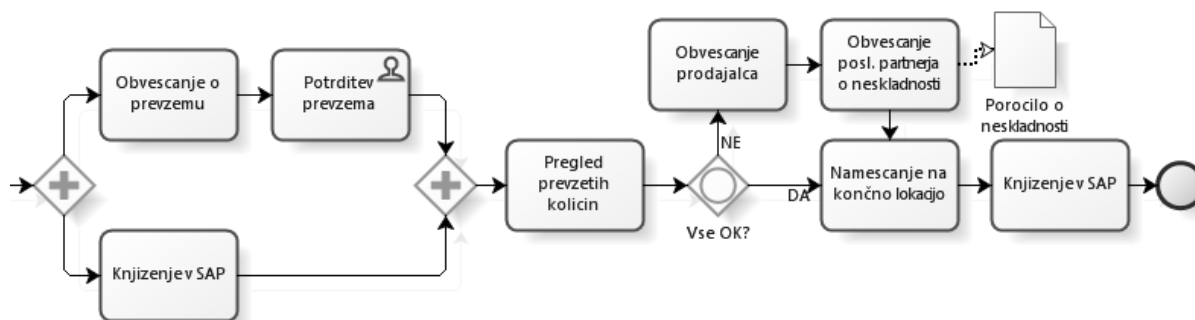 Obvescanje o
prevzemu
Potrditev
prevzema
Knjizenje v SAP
Pregled
prevzetih
kolicin
Vse OK?
NE
DA
Obvescanje
prodajalca
Obvescanje
posl. partnerja
o neskladnosti
Porocilo o
neskladnosti
Namescanje na
končno lokacijo
Knjizenje v SAP